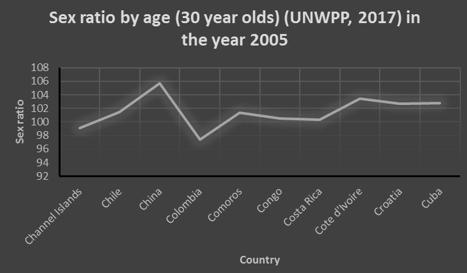 Sex ratio by age (30 year olds) (UNWPP, 2017) in
the year 2005
108
106
104
102
100
98
96
94
92
Sex ratio
Channel Islands
Chile
China
Colombia
Comoros
Congo
Costa Rica
Cote d'Ivoire
Croatia
Cuba
Country